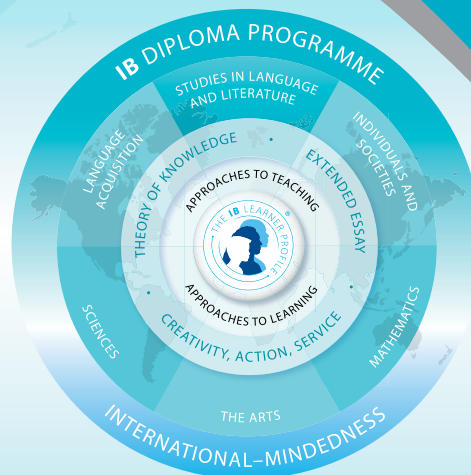 IB DIPLOMA PROGRAMME
STUDIES IN LANGUAGE
AND LITERATURE
LANGUAGE
ACQUISITION
INDIVIDUALS AND
SOCIETIES
THEORY OF KNOWLEDGE
EXTENDED ESSAY
APPROACHES TO TEACHING
THE IB LEARNER PROFILE
®
APPROACHES TO LEARNING
CREATIVITY, ACTION, SERVICE
SCIENCES
MATHEMATICS
THE ARTS
INTERNATIONAL–MINDEDNESS